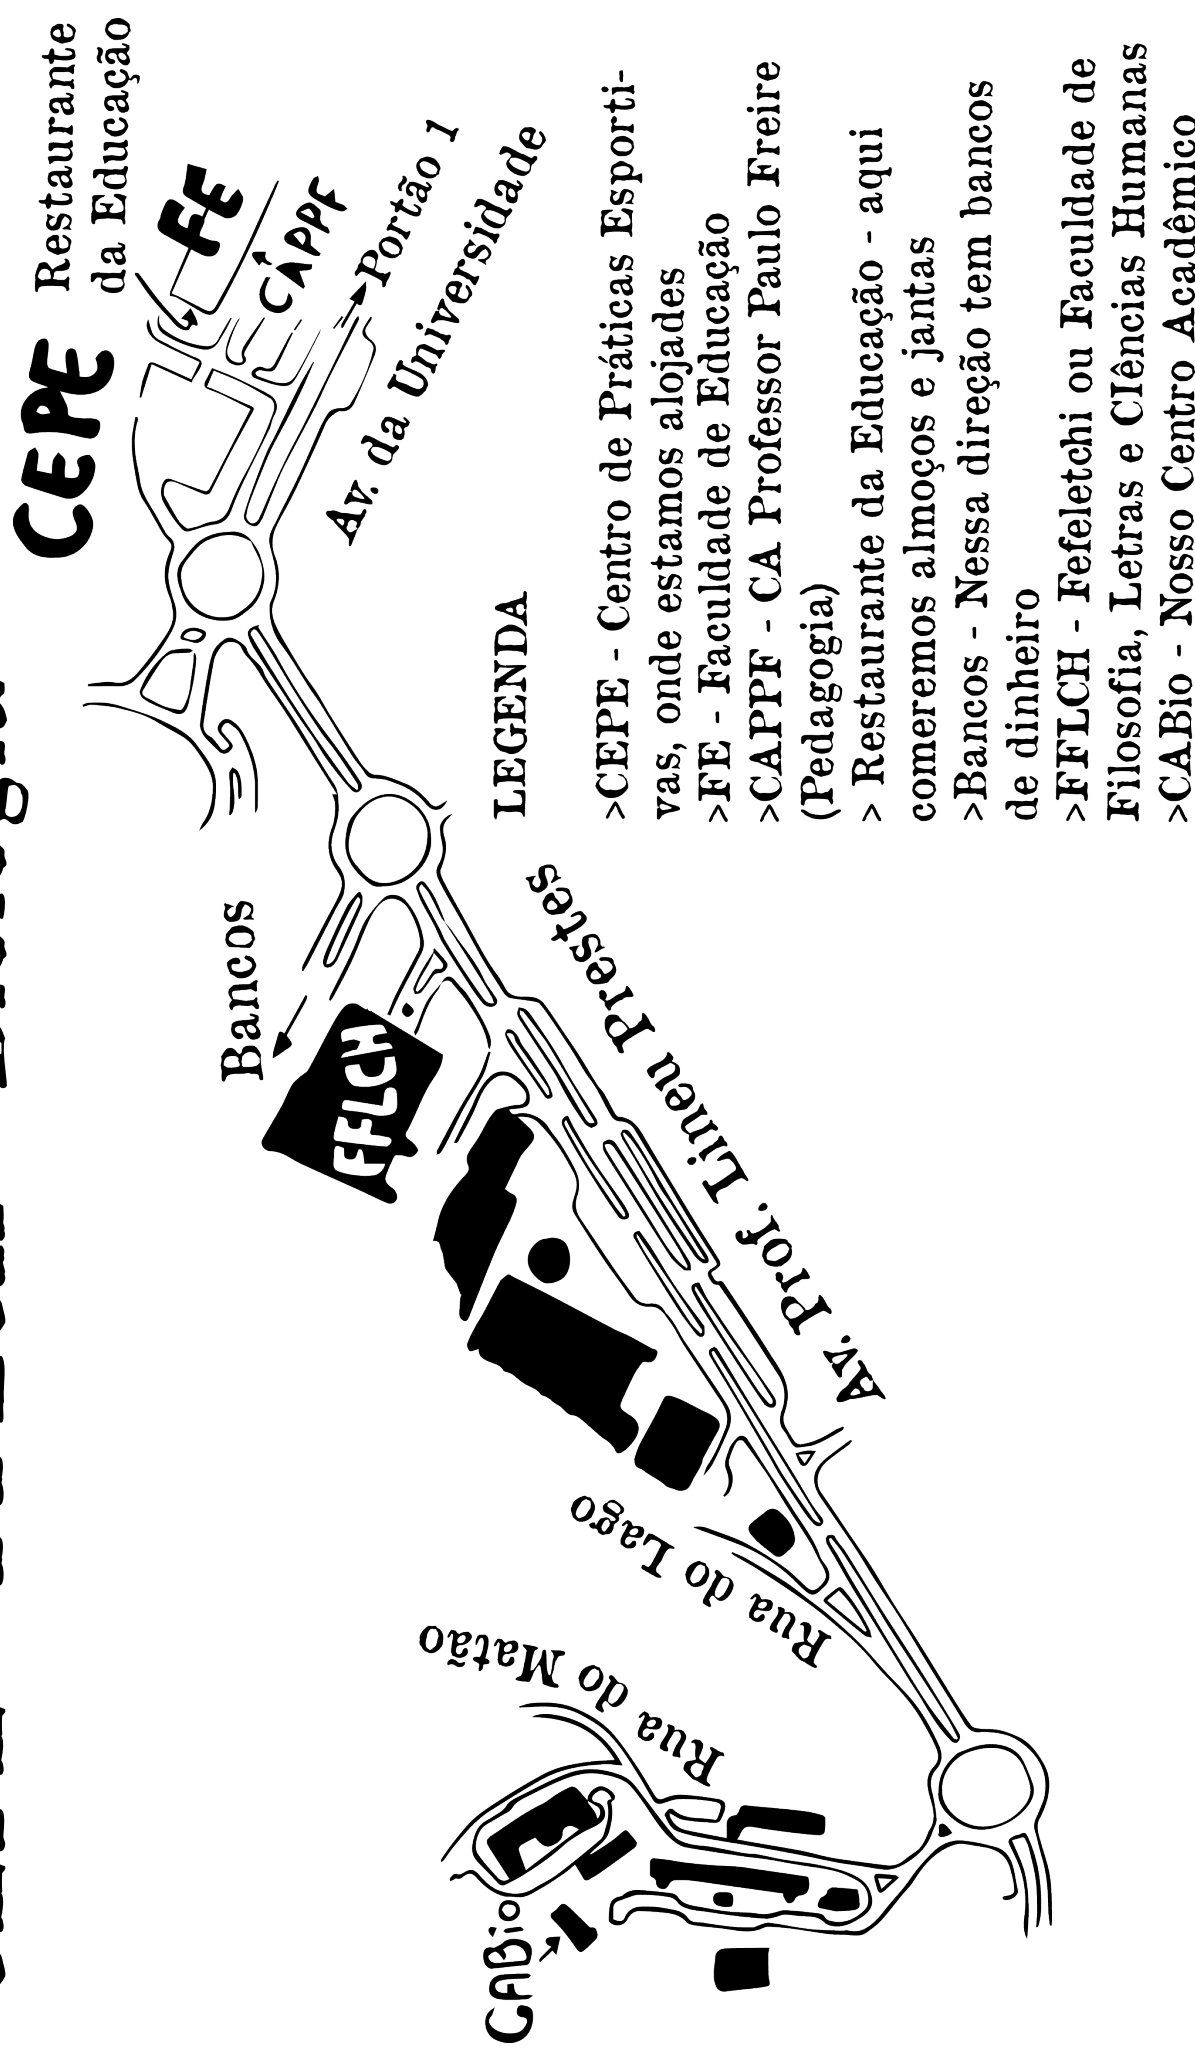 Restaurante
da Educação
FE
CAPPF
Portão 1
CEPE
Av. da Universidade
Bancos
FFLCH
Av. Prof. Lineu Prestes
Rua do Lago
Rua do Matão
CABio
LEGENDA
>CEPE - Centro de Práticas Esporti-
vas, onde estamos alojades
>FE - Faculdade de Educação
>CAPPF - CA Professor Paulo Freire
(Pedagogia)
> Restaurante da Educação - aqui
comeremos almoços e jantas
>Bancos - Nessa direção tem bancos
de dinheiro
>FFLCH - Fefeletchi ou Faculdade de
Filosofia, Letras e CIências Humanas
>CABio - Nosso Centro Acadêmico